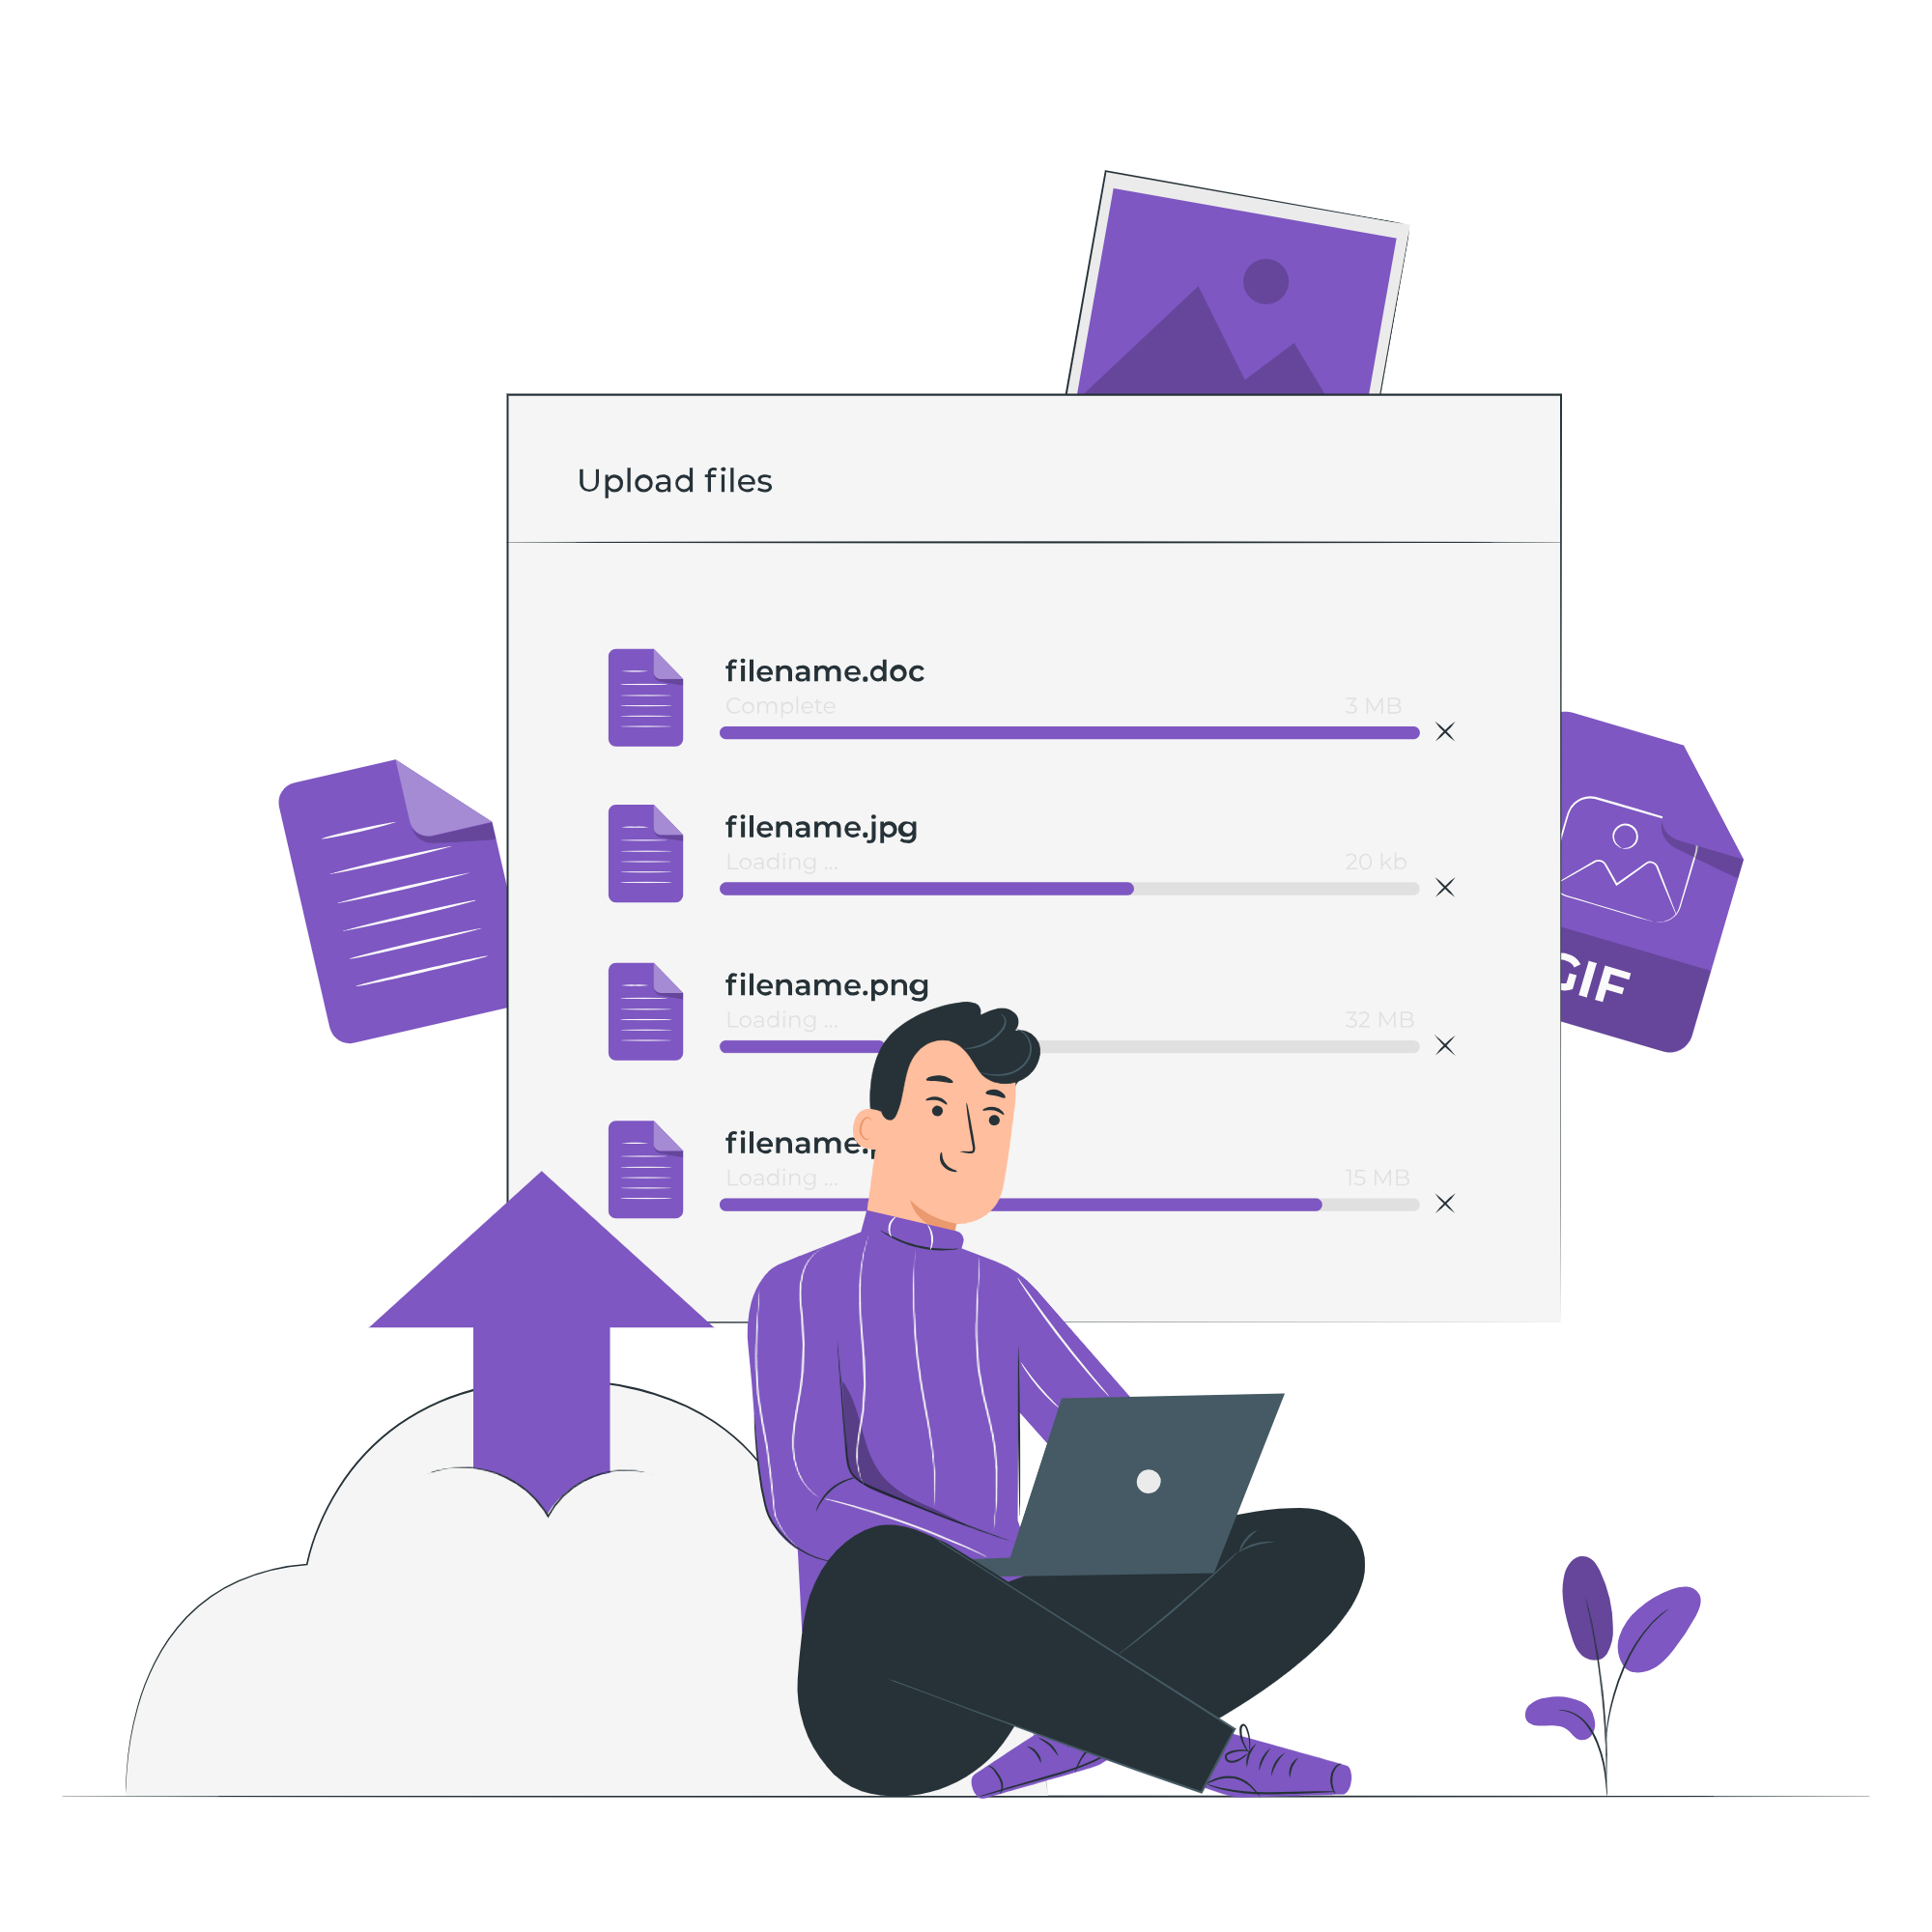 Upload files
filename.doc
Complete
3 MB
filename.jpg
Loading ...
20 kb
filename.png
Loading ...
32 MB
filename.
Loading ...
15 MB
GIF